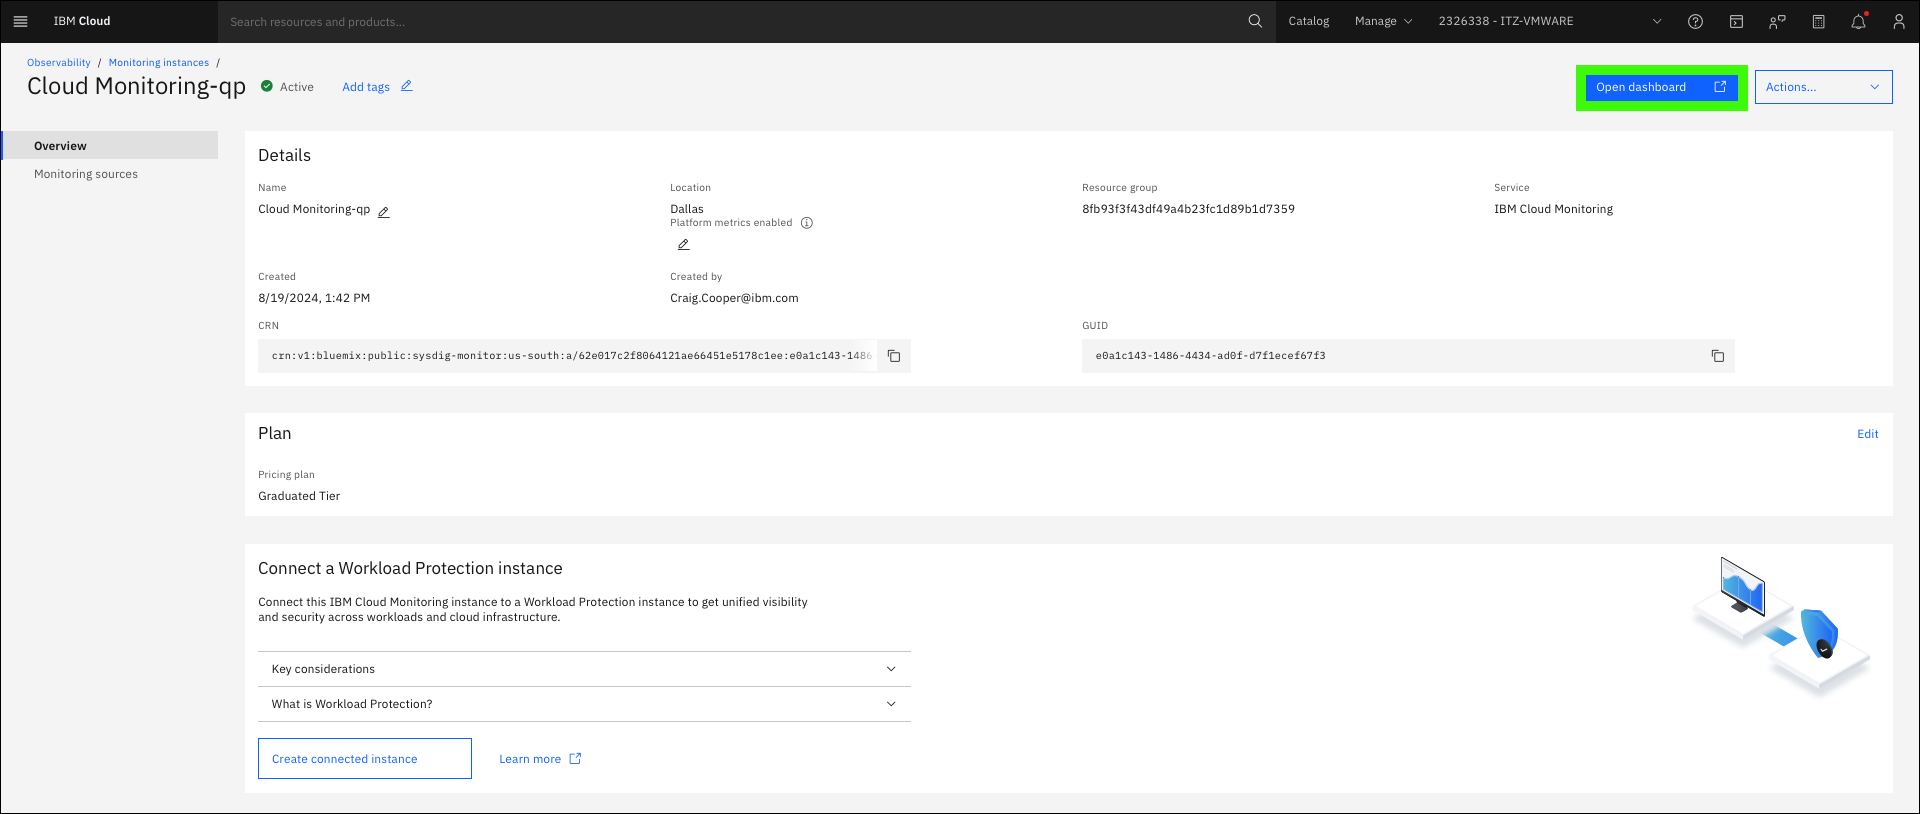 IBM Cloud
Search resources and products...
Catalog
Manage
2326338 - ITZ-VMWARE
Observability / Monitoring instances /
Cloud Monitoring-qp
Active
Add tags
Open dashboard
Actions...
Overview
Monitoring sources
Details
Name
Cloud Monitoring-qp
Location
Dallas
Platform metrics enabled
Resource group
8fb93f3f43df49a4b23fc1d89b1d7359
Service
IBM Cloud Monitoring
Created
8/19/2024, 1:42 PM
Created by
Craig.Cooper@ibm.com
CRN
crn:v1:bluemix:public:sysdig-monitor:us-south:a/62e017c2f8064121ae66451e5178c1ee:e0a1c143-1486
GUID
e0a1c143-1486-4434-ad0f-d7f1ecef67f3
Plan
Edit
Pricing plan
Graduated Tier
Connect a Workload Protection instance
Connect this IBM Cloud Monitoring instance to a Workload Protection instance to get unified visibility
and security across workloads and cloud infrastructure.
Key considerations
What is Workload Protection?
Create connected instance
Learn more